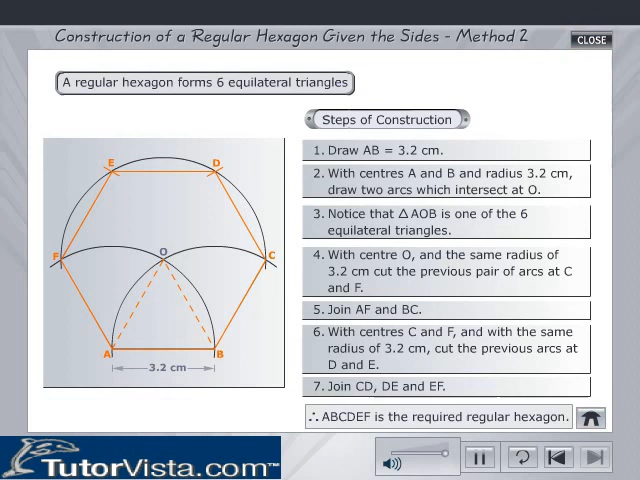 Construction of a Regular Hexagon Given the Sides - Method 2
CLOSE
A regular hexagon forms 6 equilateral triangles
Steps of Construction
1. Draw AB = 3.2 cm.
2. With centres A and B and radius 3.2 cm,
draw two arcs which intersect at O.
3. Notice that △AOB is one of the 6
equilateral triangles.
4. With centre O, and the same radius of
3.2 cm cut the previous pair of arcs at C
and F.
5. Join AF and BC.
6. With centres C and F, and with the same
radius of 3.2 cm, cut the previous arcs at
D and E.
7. Join CD, DE and EF.
∴ ABCDEF is the required regular hexagon.
E D
F O C
A B
3.2 cm
TutorVista.com™